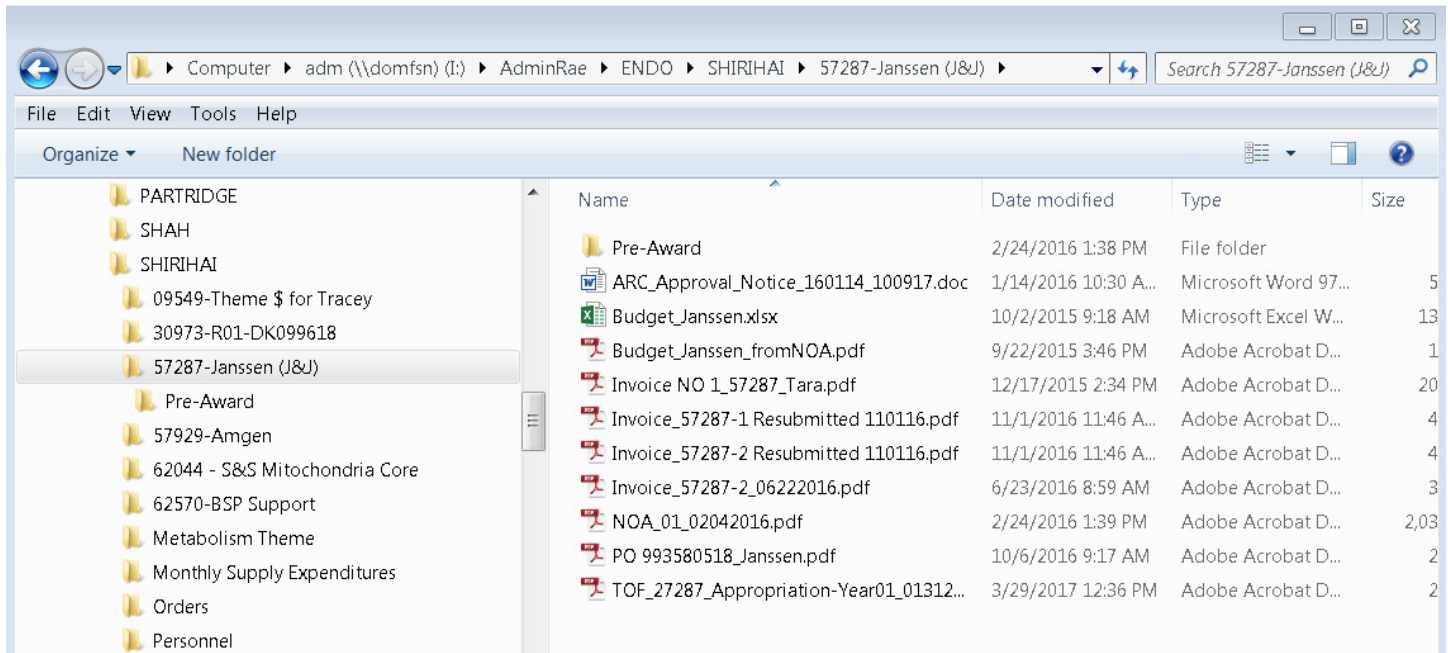 Computer ▸ adm (\\domfsn) (I:) ▸ AdminRae ▸ ENDO ▸ SHIRIHAI ▸ 57287-Janssen (J&J) ▸
Search 57287-Janssen (J&J)
File Edit View Tools Help
Organize New folder
PARTRIDGE
SHAH
SHIRIHAI
09549-Theme $ for Tracey
30973-R01-DK099618
57287-Janssen (J&J)
Pre-Award
57929-Amgen
62044 - S&S Mitochondria Core
62570-BSP Support
Metabolism Theme
Monthly Supply Expenditures
Orders
Personnel
Name Date modified Type Size
Pre-Award 2/24/2016 1:38 PM File folder
ARC_Approval_Notice_160114_100917.doc 1/14/2016 10:30 A... Microsoft Word 97... 5
Budget_Janssen.xlsx 10/2/2015 9:18 AM Microsoft Excel W... 13
Budget_Janssen_fromNOA.pdf 9/22/2015 3:46 PM Adobe Acrobat D... 1
Invoice NO 1_57287_Tara.pdf 12/17/2015 2:34 PM Adobe Acrobat D... 20
Invoice_57287-1 Resubmitted 110116.pdf 11/1/2016 11:46 A... Adobe Acrobat D... 4
Invoice_57287-2 Resubmitted 110116.pdf 11/1/2016 11:46 A... Adobe Acrobat D... 4
Invoice_57287-2_06222016.pdf 6/23/2016 8:59 AM Adobe Acrobat D... 3
NOA_01_02042016.pdf 2/24/2016 1:39 PM Adobe Acrobat D... 2,03
PO 993580518_Janssen.pdf 10/6/2016 9:17 AM Adobe Acrobat D... 2
TOF_27287_Appropriation-Year01_01312... 3/29/2017 12:36 PM Adobe Acrobat D... 2